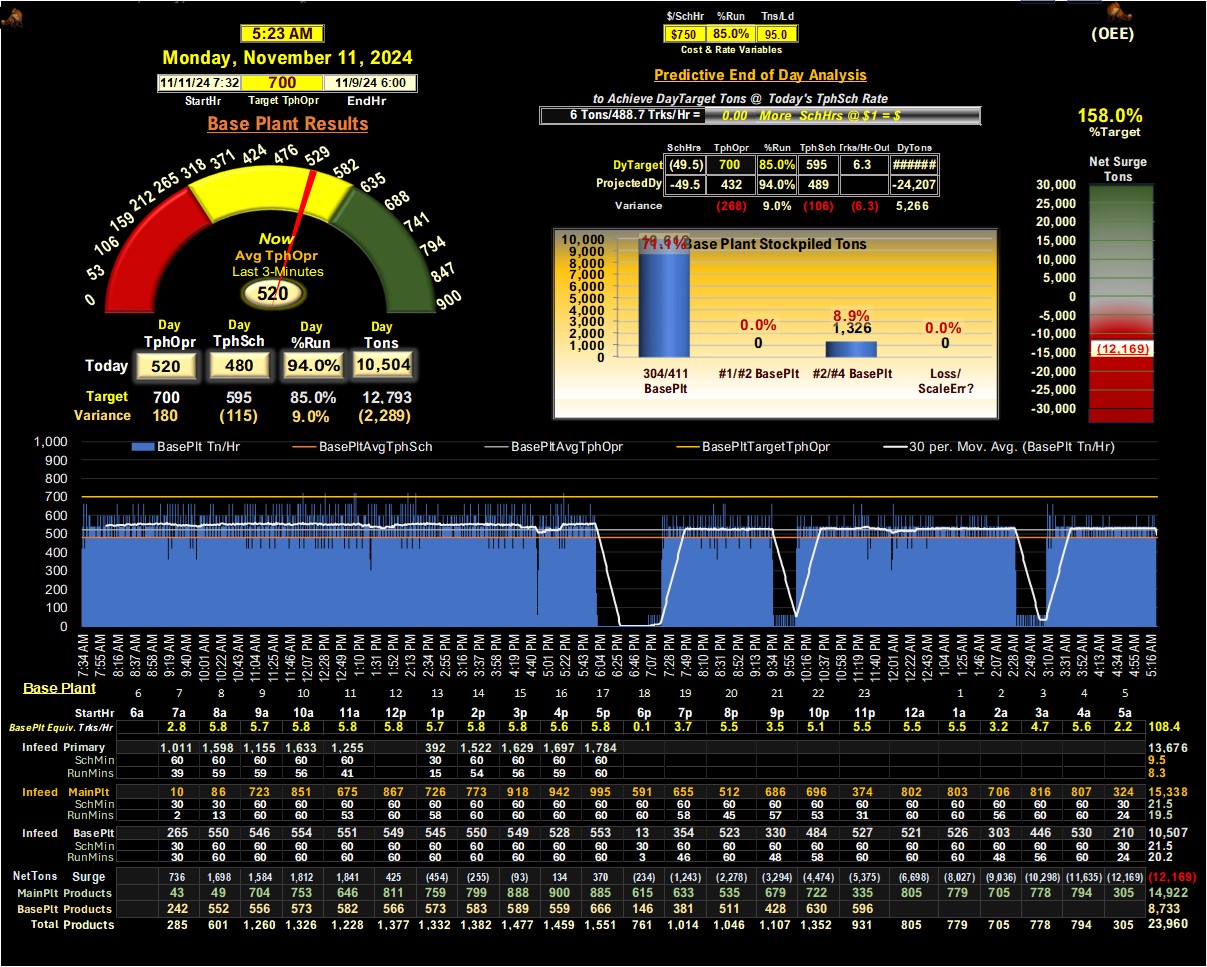 $/SchHr %Run Tns/Ld
5:23 AM
$750 85.0% 95.0
(OEE)
Cost & Rate Variables
Monday, November 11, 2024
11/11/24 7:32 700 11/9/24 6:00
StartHr Target TphOpr EndHr
Predictive End of Day Analysis
to Achieve DayTarget Tons @ Today's TphSch Rate
6 Tons/488.7 Trks/Hr = 0.00 More SchHrs @ $1 = $
Base Plant Results
158.0%
%Target
SchHrs TphOpr %Run TphSch Trks/Hr-Out DyTons
DyTarget (49.5) 700 85.0% 595 6.3 ######
ProjectedDy -49.5 432 94.0% 489 -24,207
Variance (268) 9.0% (106) (6.3) 5,266
Net Surge
Tons
30,000
25,000
20,000
15,000
10,000
5,000
0
-5,000
-10,000
(12,169)
-15,000
-20,000
-25,000
-30,000
0 53 106 159 212 265 318 371 424 476 529 582 635 688 741 794 847 900
Now
Avg TphOpr
Last 3-Minutes
520
Base Plant Stockpiled Tons
10,000
9,000
8,000
7,000
6,000
5,000
4,000
3,000
2,000
1,000
0
71.1%
0.0%
0
8.9%
1,326
0.0%
0
304/411 BasePlt
#1/#2 BasePlt
#2/#4 BasePlt
Loss/ ScaleErr?
Day Day Day Day
TphOpr TphSch %Run Tons
Today 520 480 94.0% 10,504
Target 700 595 85.0% 12,793
Variance 180 (115) 9.0% (2,289)
BasePlt Tn/Hr BasePltAvgTphSch BasePltAvgTphOpr BasePltTargetTphOpr 30 per. Mov. Avg. (BasePlt Tn/Hr)
1,000
900
800
700
600
500
400
300
200
100
0
7:34 AM 7:55 AM 8:16 AM 8:37 AM 8:58 AM 9:19 AM 9:40 AM 10:01 AM 10:22 AM 10:43 AM 11:04 AM 11:25 AM 11:46 AM 12:07 PM 12:28 PM 12:49 PM 1:10 PM 1:31 PM 1:52 PM 2:13 PM 2:34 PM 2:55 PM 3:16 PM 3:37 PM 3:58 PM 4:19 PM 4:40 PM 5:01 PM 5:22 PM 5:43 PM 6:04 PM 6:25 PM 6:46 PM 7:07 PM 7:28 PM 7:49 PM 8:10 PM 8:31 PM 8:52 PM 9:13 PM 9:34 PM 9:55 PM 10:16 PM 10:37 PM 10:58 PM 11:19 PM 11:40 PM 12:01 AM 12:22 AM 12:43 AM 1:04 AM 1:25 AM 1:46 AM 2:07 AM 2:28 AM 2:49 AM 3:10 AM 3:31 AM 3:52 AM 4:13 AM 4:34 AM 4:55 AM 5:16 AM
Base Plant 6 7 8 9 10 11 12 13 14 15 16 17 18 19 20 21 22 23 1 2 3 4 5
StartHr 6a 7a 8a 9a 10a 11a 12p 1p 2p 3p 4p 5p 6p 7p 8p 9p 10p 11p 12a 1a 2a 3a 4a 5a
BasePlt Equiv. Trks/Hr 2.8 5.8 5.7 5.8 5.8 5.8 5.7 5.8 5.8 5.6 5.8 0.1 3.7 5.5 3.5 5.1 5.5 5.5 5.5 3.2 4.7 5.6 2.2 108.4
Infeed Primary 1,011 1,598 1,155 1,633 1,255 392 1,522 1,629 1,697 1,784 13,676
SchMin 60 60 60 60 60 30 60 60 60 60 9.5
RunMins 39 59 59 56 41 15 54 56 59 60 8.3
Infeed MainPlt 10 86 723 851 675 867 726 773 918 942 995 591 655 512 686 696 374 802 803 706 816 807 324 15,338
SchMin 30 30 60 60 60 60 60 60 60 60 60 60 60 60 60 60 60 60 60 60 60 60 30 21.5
RunMins 2 13 60 60 53 60 58 60 60 60 60 60 58 45 57 53 31 60 60 56 60 60 24 19.5
Infeed BasePlt 265 550 546 554 551 549 545 550 549 528 553 13 354 523 330 484 527 521 526 303 446 530 210 10,507
SchMin 30 60 60 60 60 60 60 60 60 60 60 30 60 60 60 60 60 60 60 60 60 60 30 21.5
RunMins 30 60 60 60 60 60 60 60 60 60 60 3 46 60 48 58 60 60 60 48 56 60 24 20.2
NetTons Surge 736 1,698 1,584 1,812 1,841 425 (454) (255) (93) 134 370 (234) (1,243) (2,278) (3,294) (4,474) (5,375) (6,698) (8,027) (9,036) (10,298) (11,635) (12,169) (12,169)
MainPlt Products 43 49 704 753 646 811 759 799 888 900 885 615 633 535 679 722 335 805 779 705 778 794 305 14,922
BasePlt Products 242 552 556 573 582 566 573 583 589 559 666 146 381 511 428 630 596 8,733
Total Products 285 601 1,260 1,326 1,228 1,377 1,332 1,382 1,477 1,459 1,551 761 1,014 1,046 1,107 1,352 931 805 779 705 778 794 305 23,960